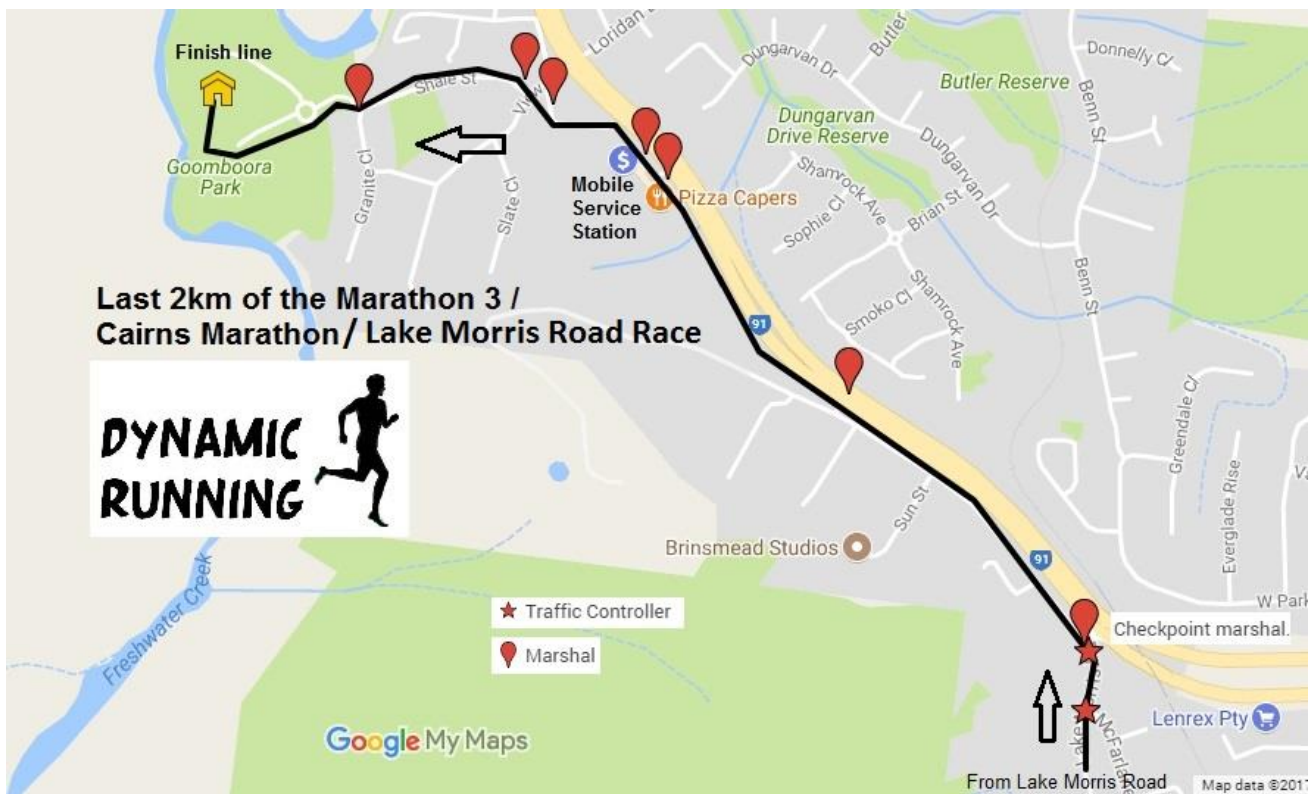 Finish line
Goomboora
Park
Shale St
View
Loridan
Granite Cl
Slate Cl
Dungarvan Dr
Butler
Donnelly Cl
Butler Reserve
Benn St
Dungarvan
Drive Reserve
Dungarvan Dr
$
Mobile
Service
Station
Pizza Capers
Shamrock Ave
Sophie Cl
Brian St
Benn St
Smoko Cl
Shamrock Ave
91
Last 2km of the Marathon 3 /
Cairns Marathon / Lake Morris Road Race
DYNAMIC
RUNNING
Greendale Cl
Everglade Rise
Sun St
Brinsmead Studios
91
W Park
Freshwater Creek
Traffic Controller
Marshal
Checkpoint marshal.
Lake
McFarla
Lenrex Pty
Google My Maps
From Lake Morris Road
Map data ©2017